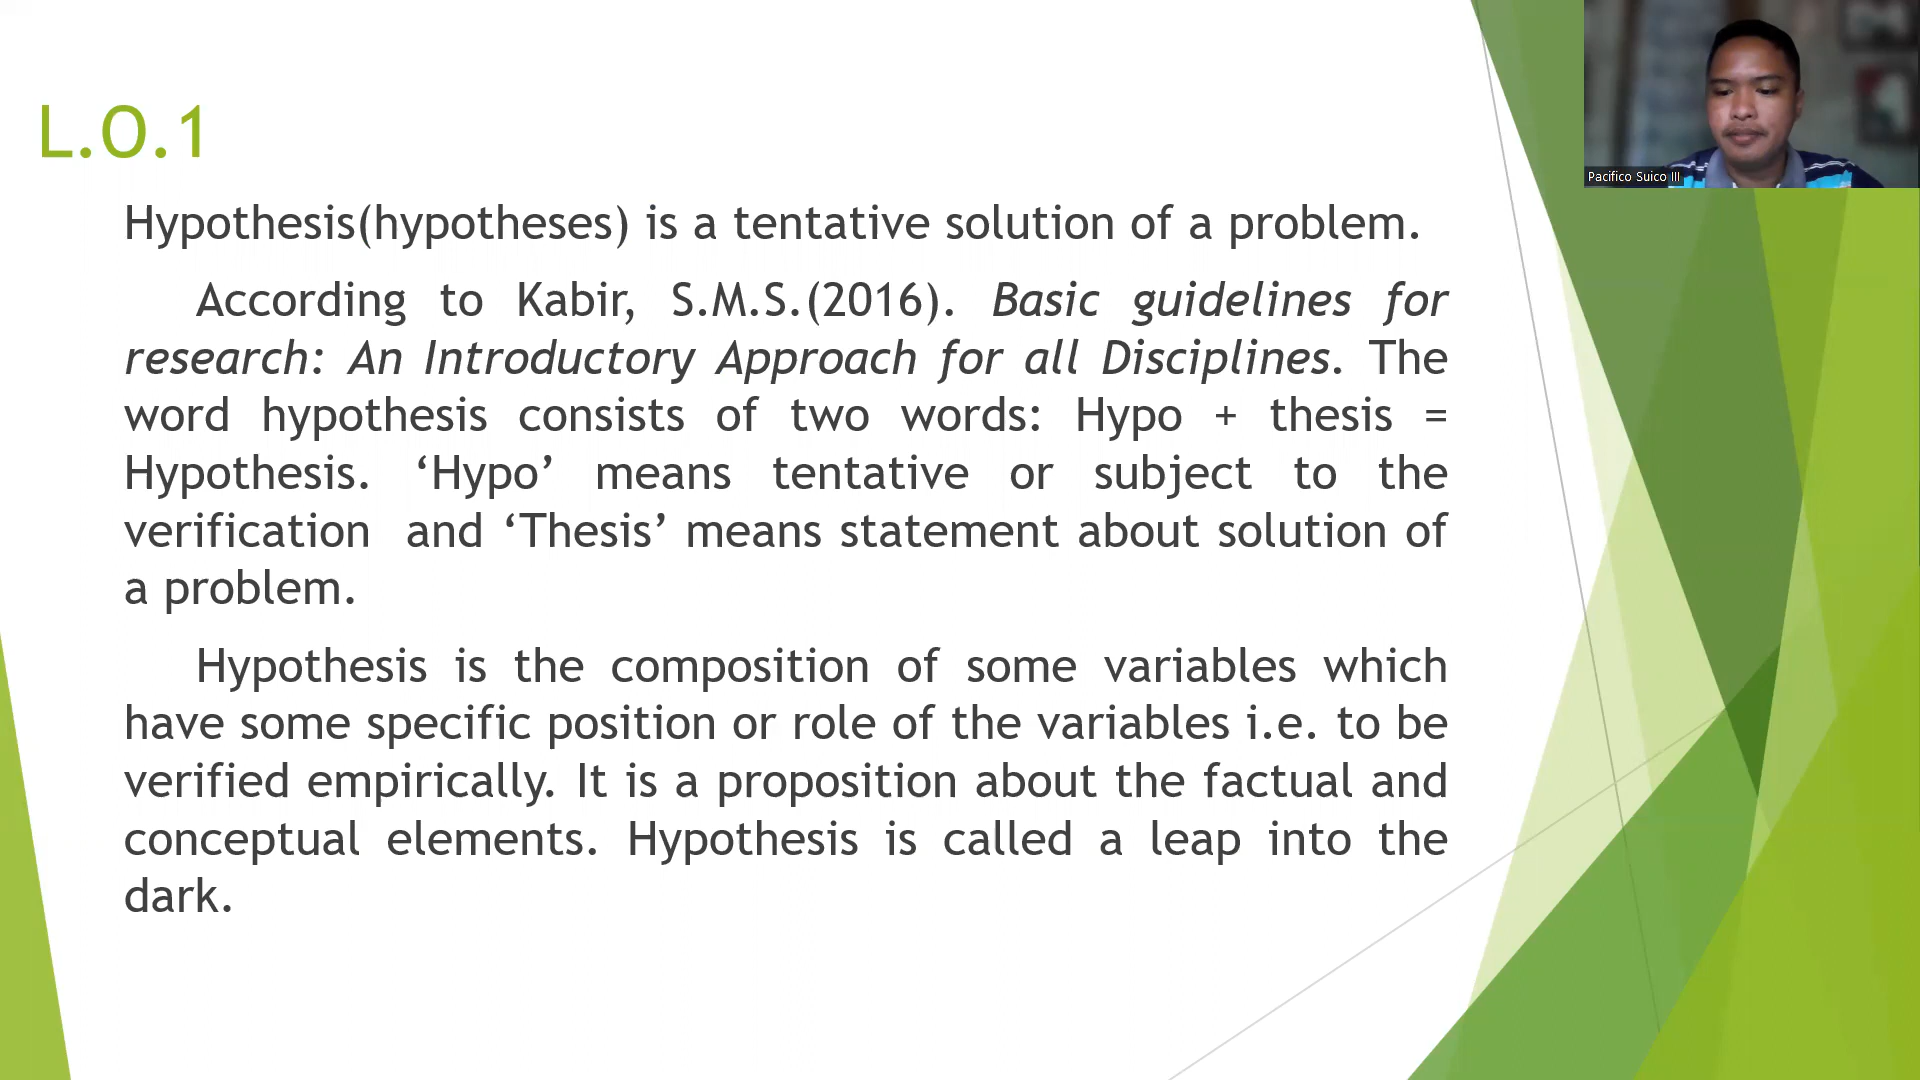 L.O.1
Pacifico Suico III
Hypothesis(hypotheses) is a tentative solution of a problem.
According to Kabir, S.M.S.(2016). Basic guidelines for
research: An Introductory Approach for all Disciplines. The
word hypothesis consists of two words: Hypo + thesis =
Hypothesis. ‘Hypo’ means tentative or subject to the
verification and ‘Thesis’ means statement about solution of
a problem.
Hypothesis is the composition of some variables which
have some specific position or role of the variables i.e. to be
verified empirically. It is a proposition about the factual and
conceptual elements. Hypothesis is called a leap into the
dark.